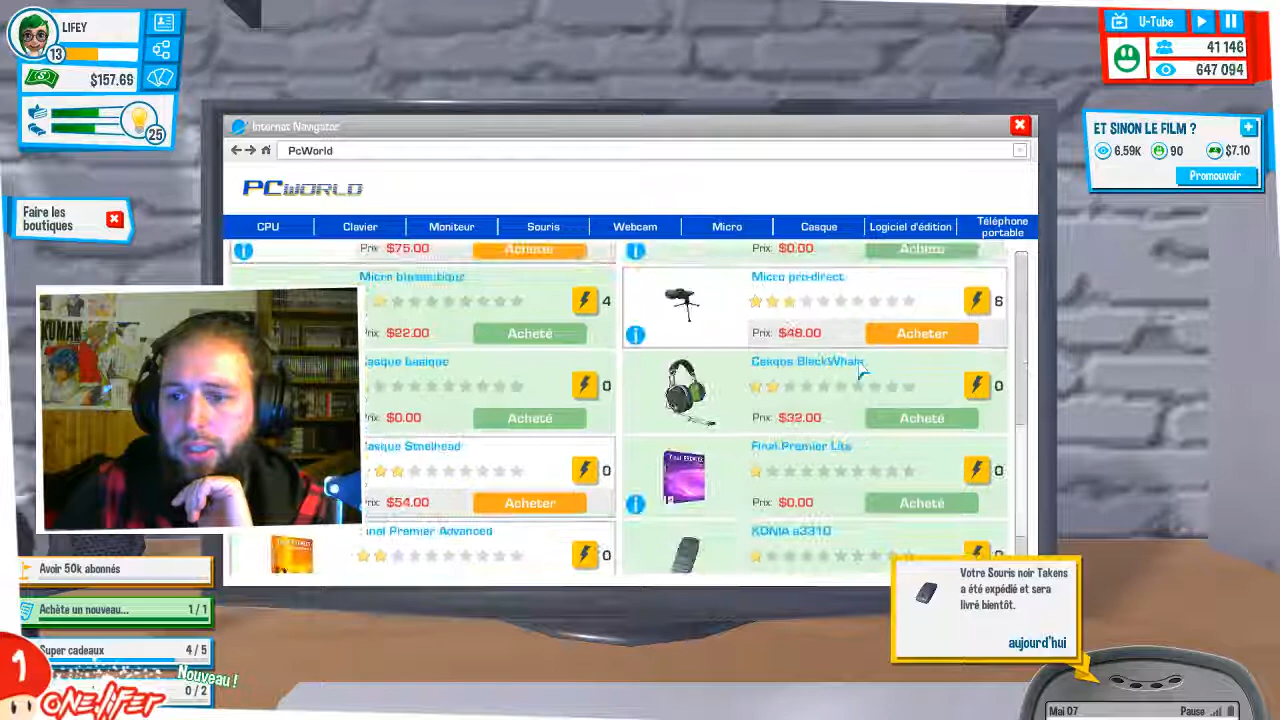 LIFEY
13
$157.69
25
U-Tube
41 146
647 094
ET SINON LE FILM ?
6.59K 90 $7.10
Promouvoir
Faire les
boutiques
Internet Navigator
PcWorld
PCWORLD
CPU Clavier Moniteur Souris Webcam Micro Casque Logiciel d'édition Téléphone
portable
Prix: $75.00 Acheter
Prix: $0.00 Acheté
4
$22.00 Acheté
Micro pro-direct
6
Prix: $48.00 Acheter
asque basique
0
Prix: $0.00 Acheté
Casque BlackWhale
0
Prix: $32.00 Acheté
asque Stealhead
0
Prix: $54.00 Acheter
Final Premier Lite
0
Prix: $0.00 Acheté
inal Premier Advanced
0
KONIA a3310
0
KUMAK
Votre Souris noir Takens
a été expédié et sera
livré bientôt.
aujourd'hui
Avoir 50k abonnés
Achète un nouveau... 1/1
Super cadeaux 4/5
Nouveau !
0/2
1
ONELIFER
Mai 07 Pause